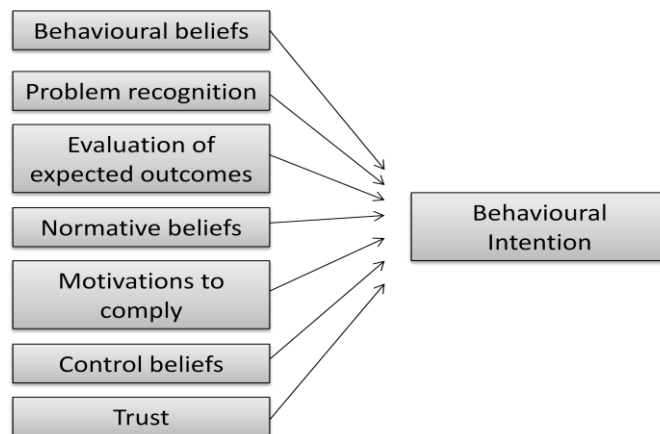 Behavioural beliefs
Problem recognition
Evaluation of
expected outcomes
Normative beliefs
Motivations to
comply
Control beliefs
Trust
Behavioural
Intention